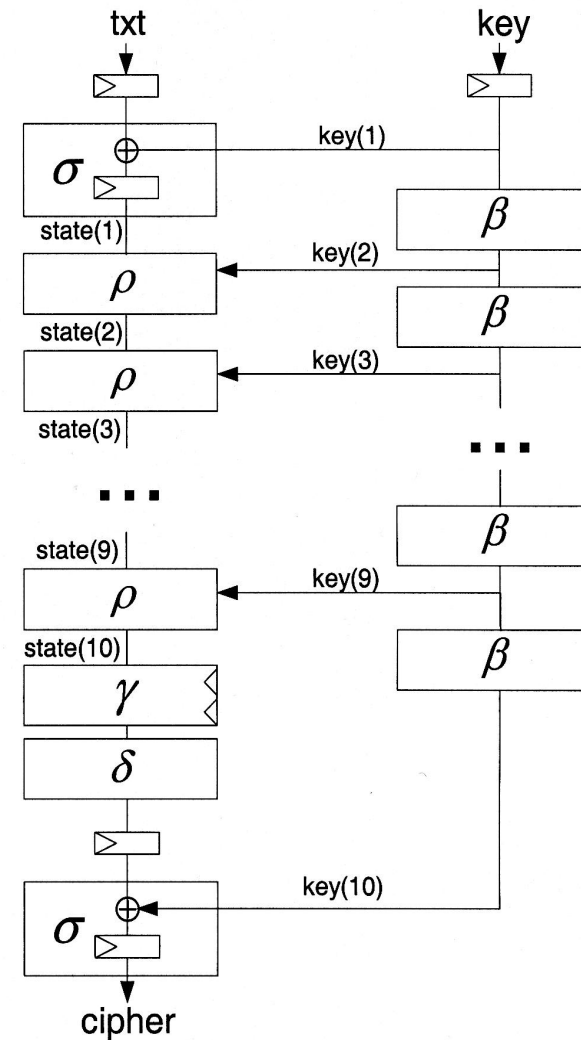 txt key
key(1)
σ
state(1)
β
key(2)
ρ
β
state(2)
key(3)
ρ
state(3)
β
state(9)
key(9)
ρ
state(10)
β
γ
δ
key(10)
σ
cipher